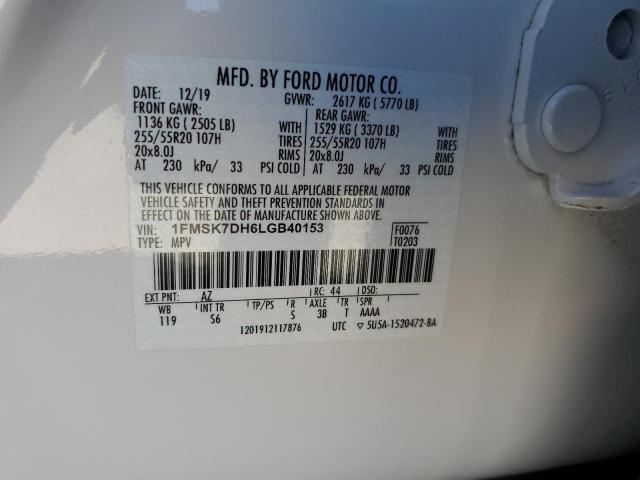 MFD. BY FORD MOTOR CO.
DATE: 12/19 GVWR: 2617 KG ( 5770 LB)
FRONT GAWR: REAR GAWR:
1136 KG ( 2505 LB) WITH 1529 KG ( 3370 LB) WITH
255/55R20 107H TIRES 255/55R20 107H TIRES
20x8.0J RIMS 20x8.0J RIMS
AT 230 kPa/ 33 PSI COLD AT 230 kPa/ 33 PSI COLD
THIS VEHICLE CONFORMS TO ALL APPLICABLE FEDERAL MOTOR
VEHICLE SAFETY AND THEFT PREVENTION STANDARDS IN
EFFECT ON THE DATE OF MANUFACTURE SHOWN ABOVE.
VIN: 1FMSK7DH6LGB40153 F0076
TYPE: MPV T0203
EXT PNT: AZ RC: 44
WB INT TR TP/PS R AXLE TR SPR
119 S6 S 3B T AAAA
1201912117876 UTC ▽5U5A-1520472-BA